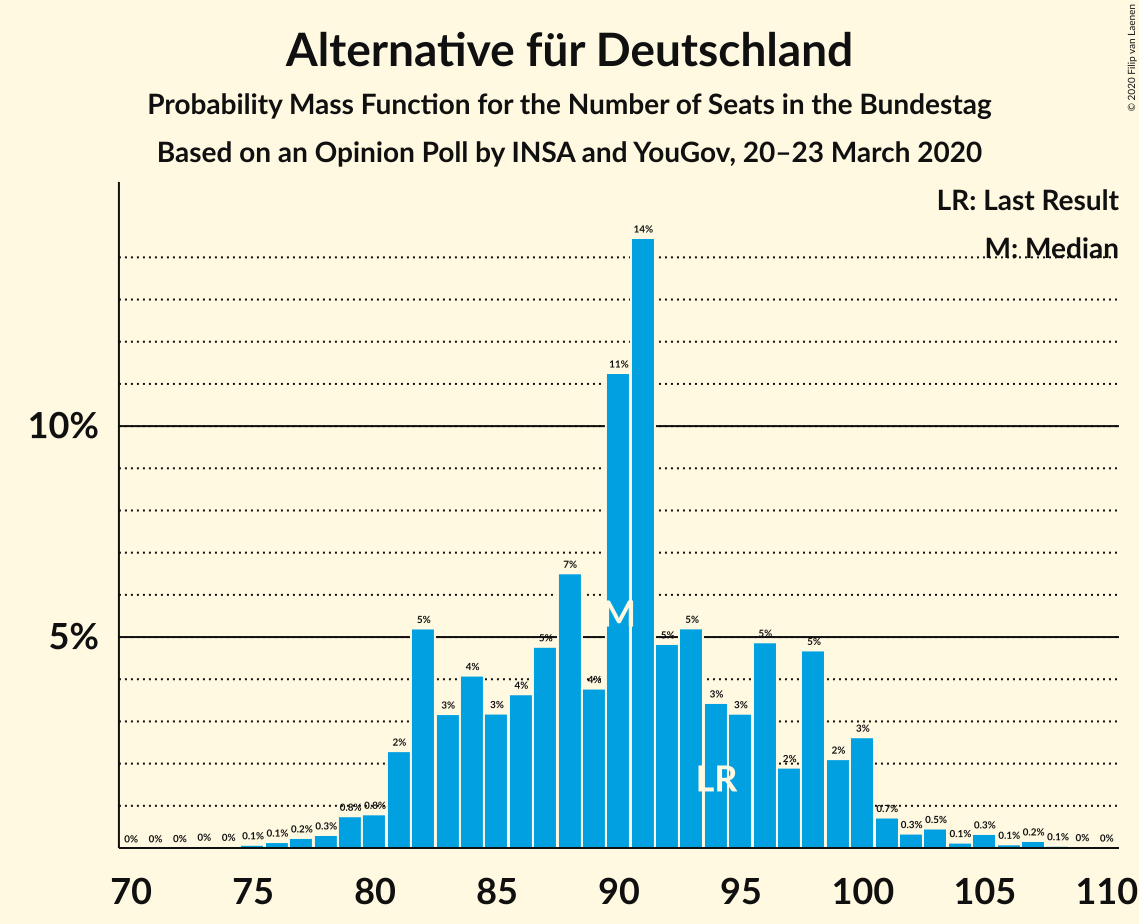 Alternative für Deutschland
Probability Mass Function for the Number of Seats in the Bundestag
Based on an Opinion Poll by INSA and YouGov, 20–23 March 2020
© 2020 Filip van Laenen
LR: Last Result
M: Median
10%
5%
0% 0% 0% 0% 0% 0.1% 0.1% 0.2% 0.3% 0.8% 0.8% 2% 5% 3% 4% 3% 4% 5% 7% 4% 11% 14% 5% 5% 3% 3% 5% 2% 5% 2% 3% 0.7% 0.3% 0.5% 0.1% 0.3% 0.1% 0.2% 0.1% 0% 0%
M
LR
70 75 80 85 90 95 100 105 110